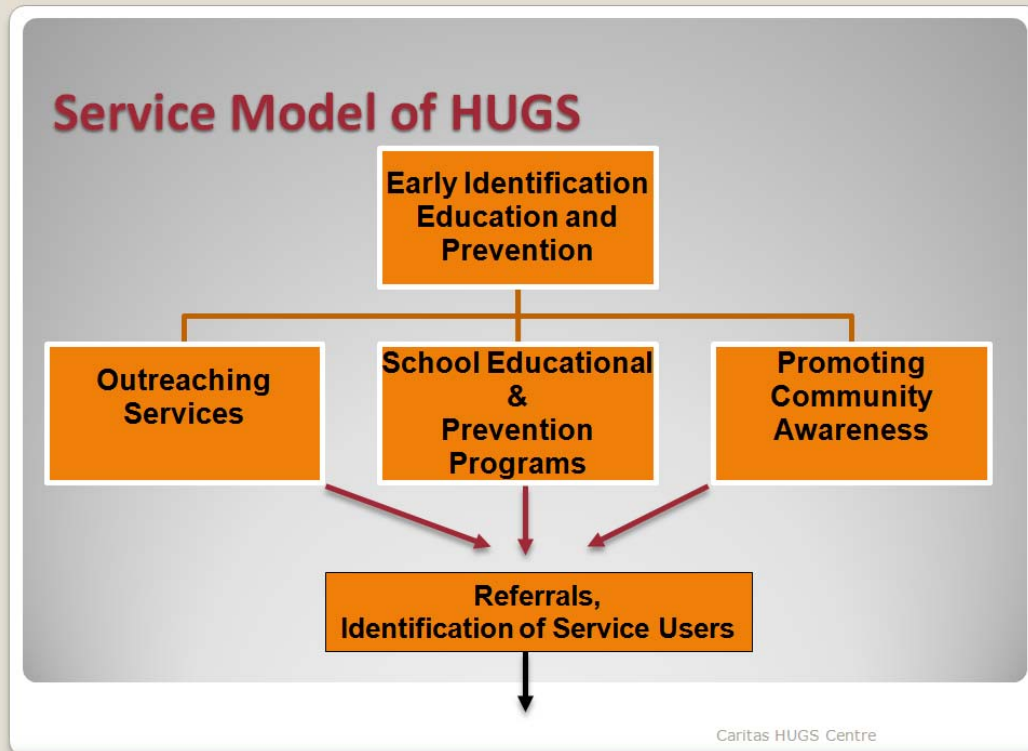 Service Model of HUGS
Early Identification
Education and
Prevention
Outreaching
Services
School Educational
&
Prevention
Programs
Promoting
Community
Awareness
Referrals,
Identification of Service Users
Caritas HUGS Centre